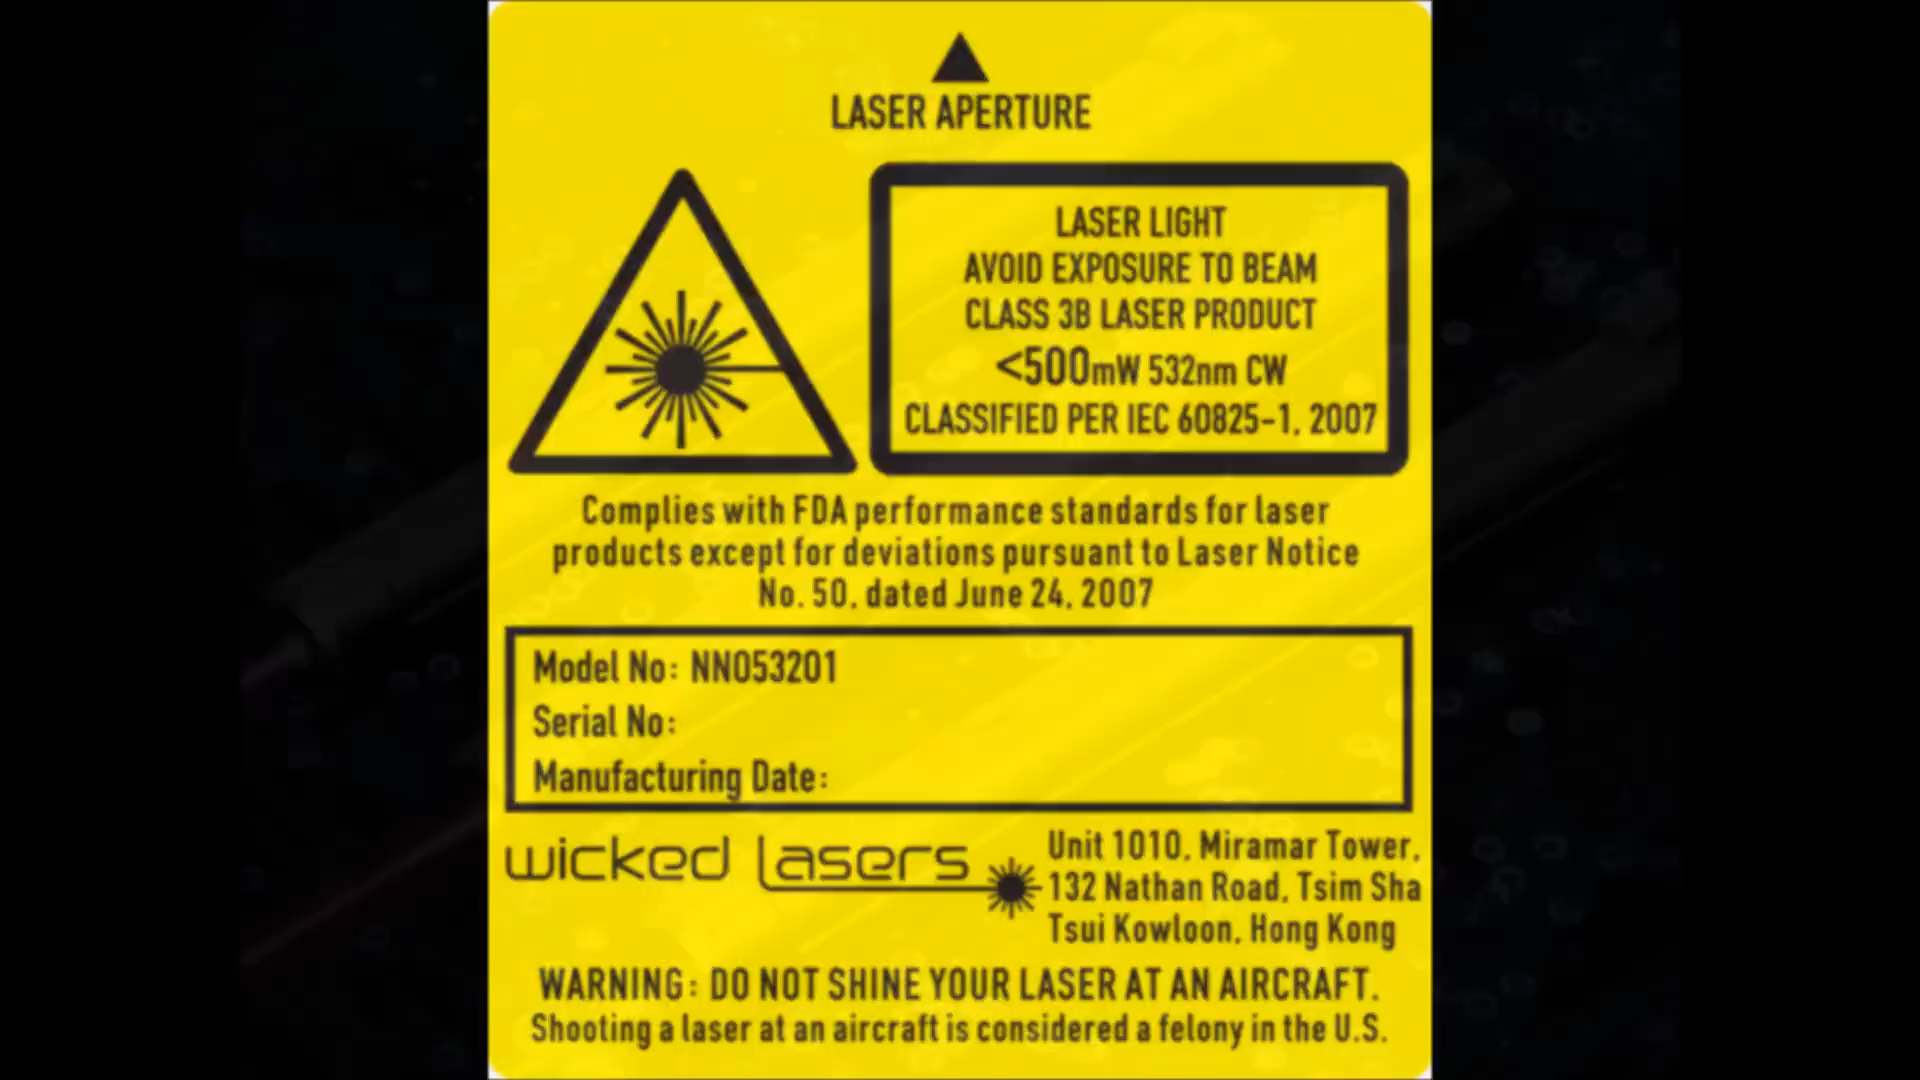 LASER APERTURE
LASER LIGHT
AVOID EXPOSURE TO BEAM
CLASS 3B LASER PRODUCT
<500mW 532nm CW
CLASSIFIED PER IEC 60825-1, 2007
Complies with FDA performance standards for laser
products except for deviations pursuant to Laser Notice
No. 50, dated June 24, 2007
Model No: NN053201
Serial No:
Manufacturing Date:
wicked lasers
Unit 1010, Miramar Tower,
132 Nathan Road, Tsim Sha
Tsui Kowloon, Hong Kong
WARNING: DO NOT SHINE YOUR LASER AT AN AIRCRAFT.
Shooting a laser at an aircraft is considered a felony in the U.S.